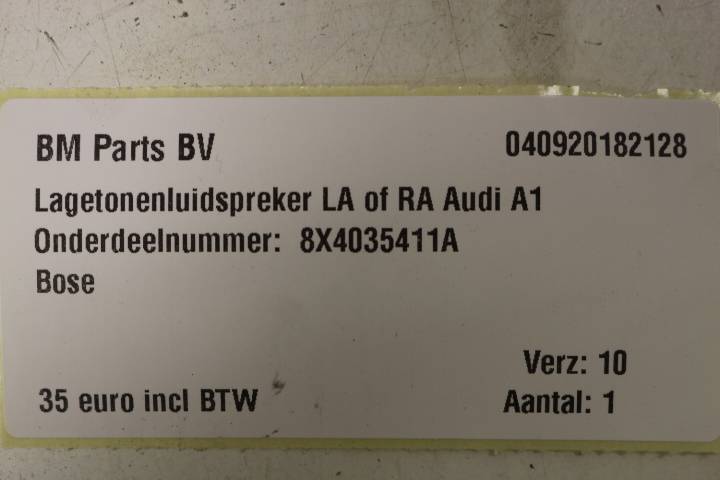 BM Parts BV 040920182128
Lagetonenluidspreker LA of RA Audi A1
Onderdeelnummer: 8X4035411A
Bose
Verz: 10
35 euro incl BTW Aantal: 1